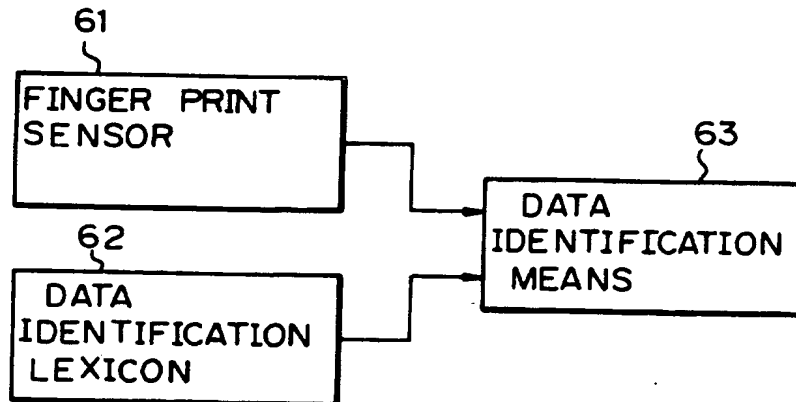 61
FINGER PRINT
SENSOR
63
DATA
IDENTIFICATION
MEANS
62
DATA
IDENTIFICATION
LEXICON